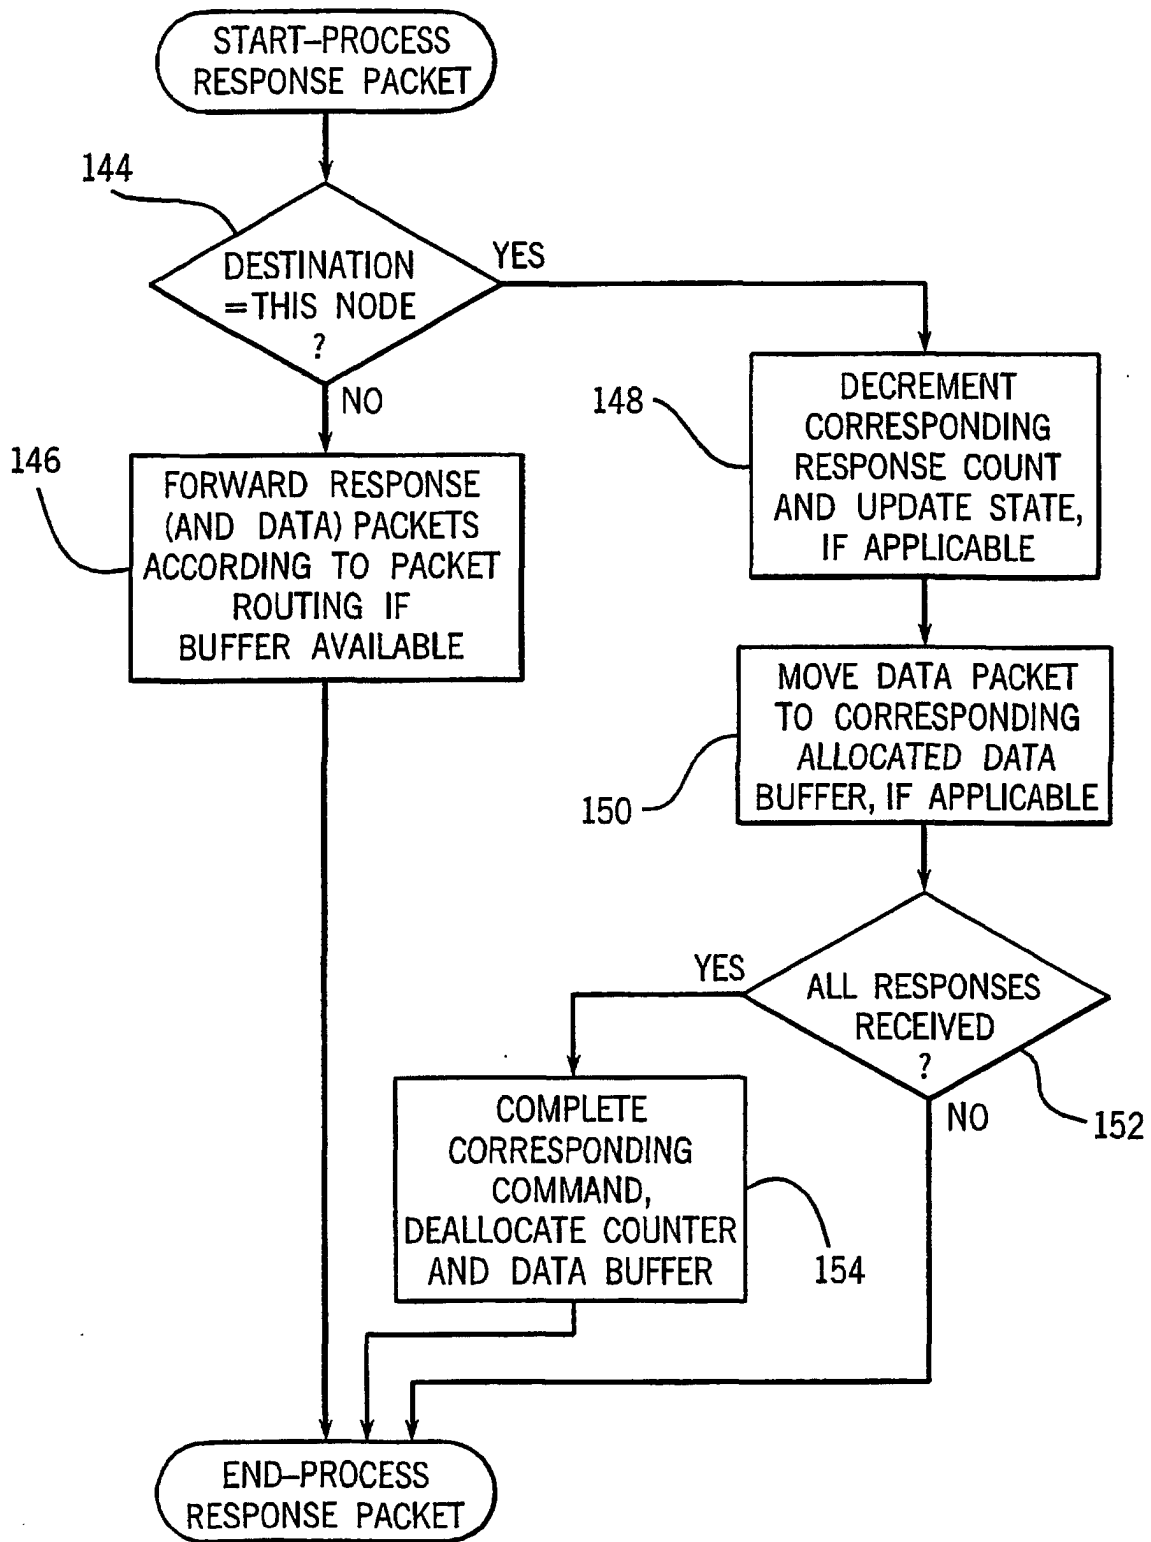 START–PROCESS
RESPONSE PACKET
144
DESTINATION
=THIS NODE
?
YES
NO
146
FORWARD RESPONSE
(AND DATA) PACKETS
ACCORDING TO PACKET
ROUTING IF
BUFFER AVAILABLE
148
DECREMENT
CORRESPONDING
RESPONSE COUNT
AND UPDATE STATE,
IF APPLICABLE
150
MOVE DATA PACKET
TO CORRESPONDING
ALLOCATED DATA
BUFFER, IF APPLICABLE
YES
ALL RESPONSES
RECEIVED
?
NO
152
COMPLETE
CORRESPONDING
COMMAND,
DEALLOCATE COUNTER
AND DATA BUFFER
154
END–PROCESS
RESPONSE PACKET